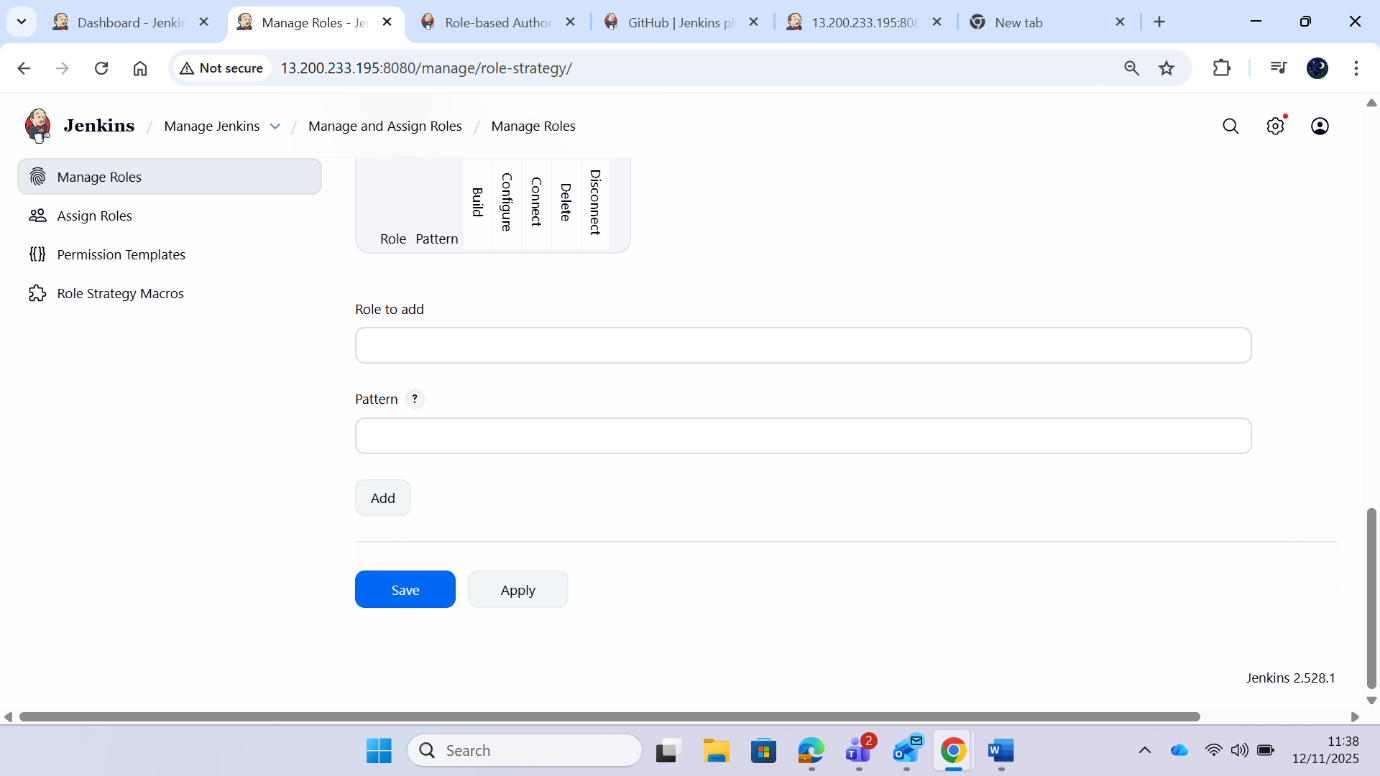 Dashboard - Jenki
Manage Roles - Je
Role-based Author
GitHub | Jenkins pl
13.200.233.195:808
New tab
Not secure
13.200.233.195:8080/manage/role-strategy/
Jenkins / Manage Jenkins / Manage and Assign Roles / Manage Roles
Manage Roles
Assign Roles
Permission Templates
Role Strategy Macros
Role Pattern
Build
Configure
Connect
Delete
Disconnect
Role to add
Pattern ?
Add
Save
Apply
Jenkins 2.528.1
Search
2
11:38
12/11/2025